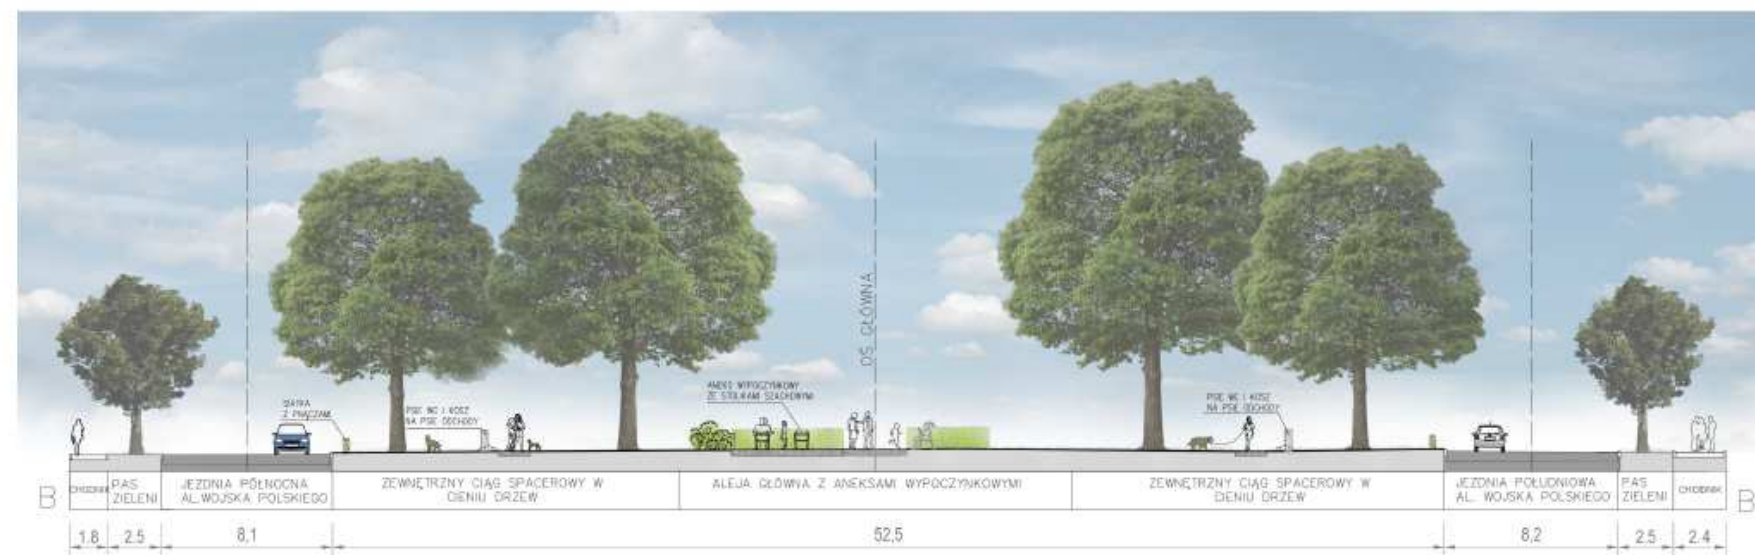 OŚ GŁÓWNA
SIATKA
Z PNĄCZAMI
PSIE WC I KOSZ
NA PSIE ODCHODY
ANEKS WYPOCZYNKOWY
ZE STOLIKAMI SZACHOWYMI
PSIE WC I KOSZ
NA PSIE ODCHODY
B
CHODNIK
PAS
ZIELENI
JEZDNIA PÓŁNOCNA
AL. WOJSKA POLSKIEGO
ZEWNĘTRZNY CIĄG SPACEROWY W
CIENIU DRZEW
ALEJA GŁÓWNA Z ANEKSAMI WYPOCZYNKOWYMI
ZEWNĘTRZNY CIĄG SPACEROWY W
CIENIU DRZEW
JEZDNIA POŁUDNIOWA
AL. WOJSKA POLSKIEGO
PAS
ZIELENI
CHODNIK
B
1.8 2.5 8,1 52,5 8,2 2.5 2.4